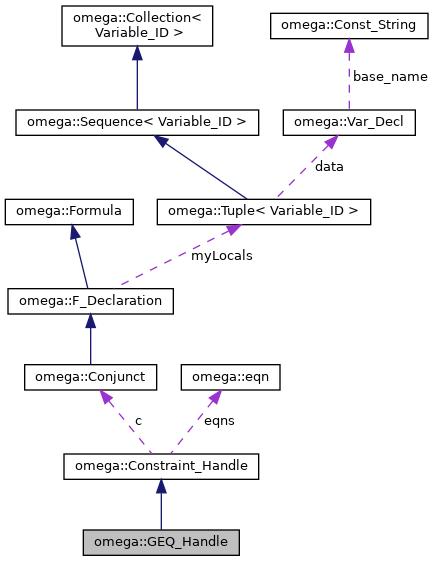 omega::Collection<
Variable_ID >
omega::Const_String
base_name
omega::Sequence< Variable_ID >
omega::Var_Decl
data
omega::Formula
omega::Tuple< Variable_ID >
myLocals
omega::F_Declaration
omega::Conjunct
omega::eqn
c
eqns
omega::Constraint_Handle
omega::GEQ_Handle